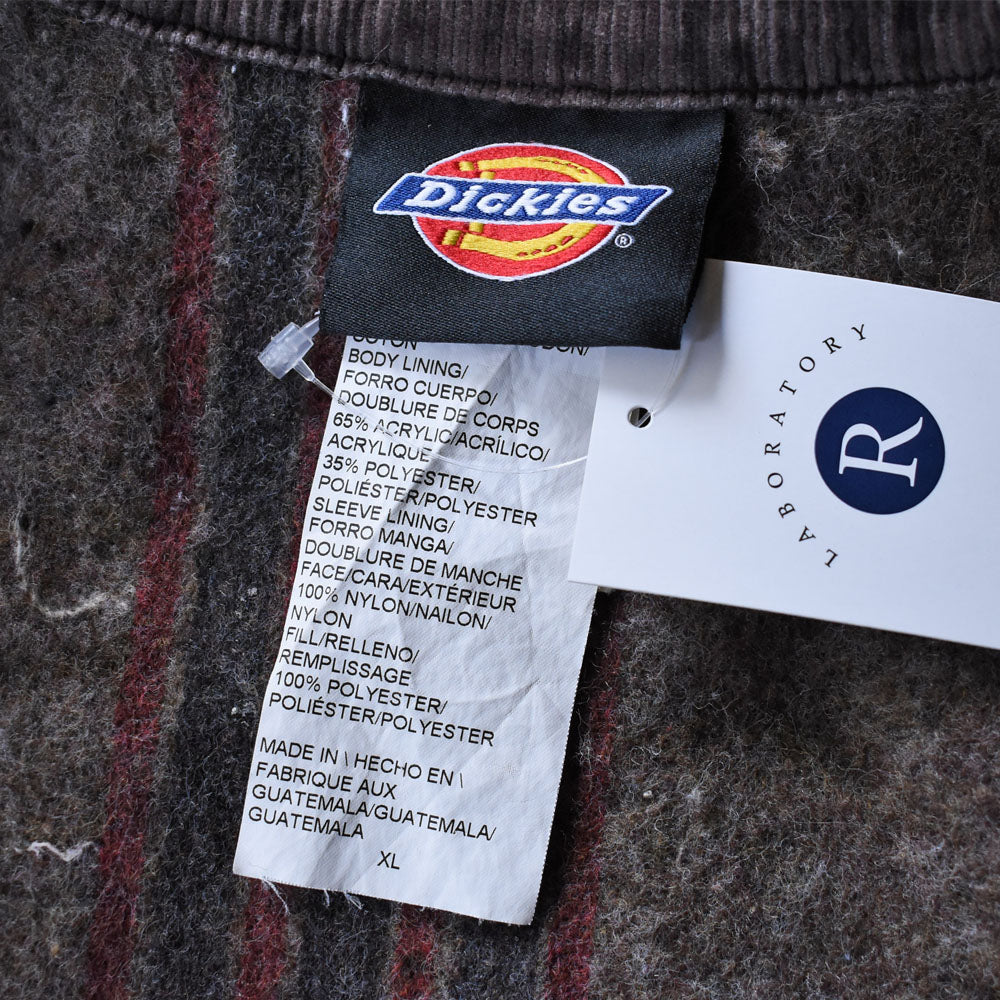 Dickies
®
COTON
BODY LINING/
FORRO CUERPO/
DOUBLURE DE CORPS
65% ACRYLIC/ACRÍLICO/
ACRYLIQUE
35% POLYESTER/
POLIÉSTER/POLYESTER
SLEEVE LINING/
FORRO MANGA/
DOUBLURE DE MANCHE
FACE/CARA/EXTÉRIEUR
100% NYLON/NAILON/
NYLON
FILL/RELLENO/
REMPLISSAGE
100% POLYESTER/
POLIÉSTER/POLYESTER
MADE IN \ HECHO EN \
FABRIQUE AUX
GUATEMALA/GUATEMALA/
GUATEMALA
XL
LABORATORY
R